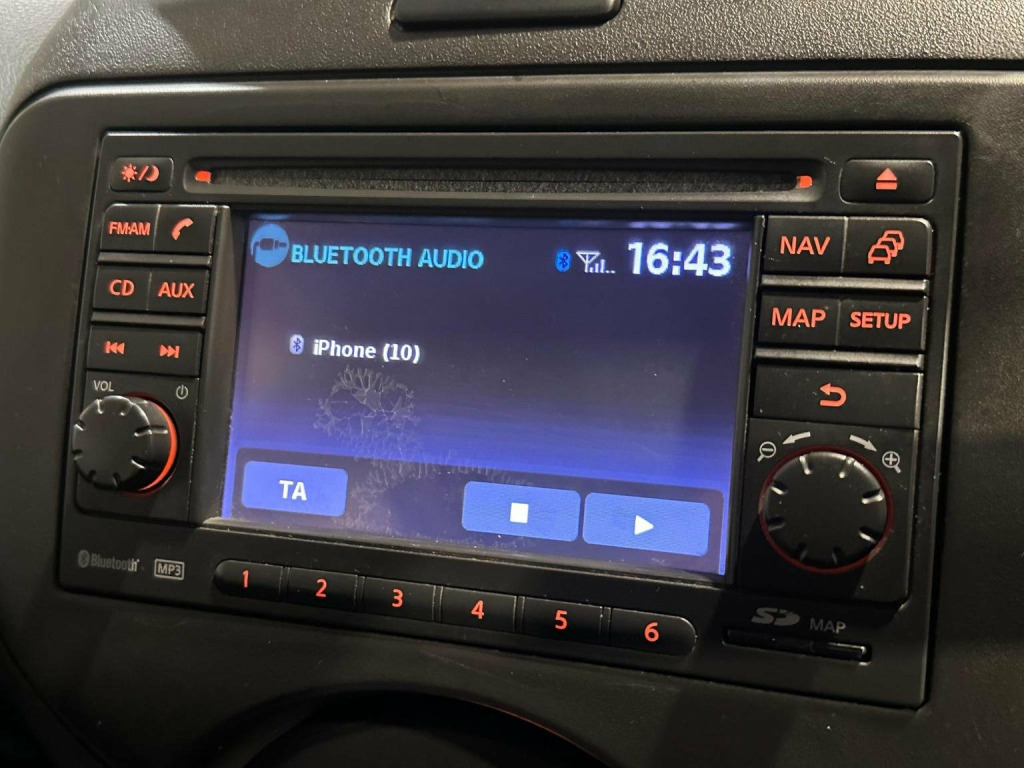 FM·AM
CD AUX
VOL
BLUETOOTH AUDIO 16:43
iPhone (10)
TA
NAV
MAP SETUP
Bluetooth MP3
1 2 3 4 5 6
SD MAP